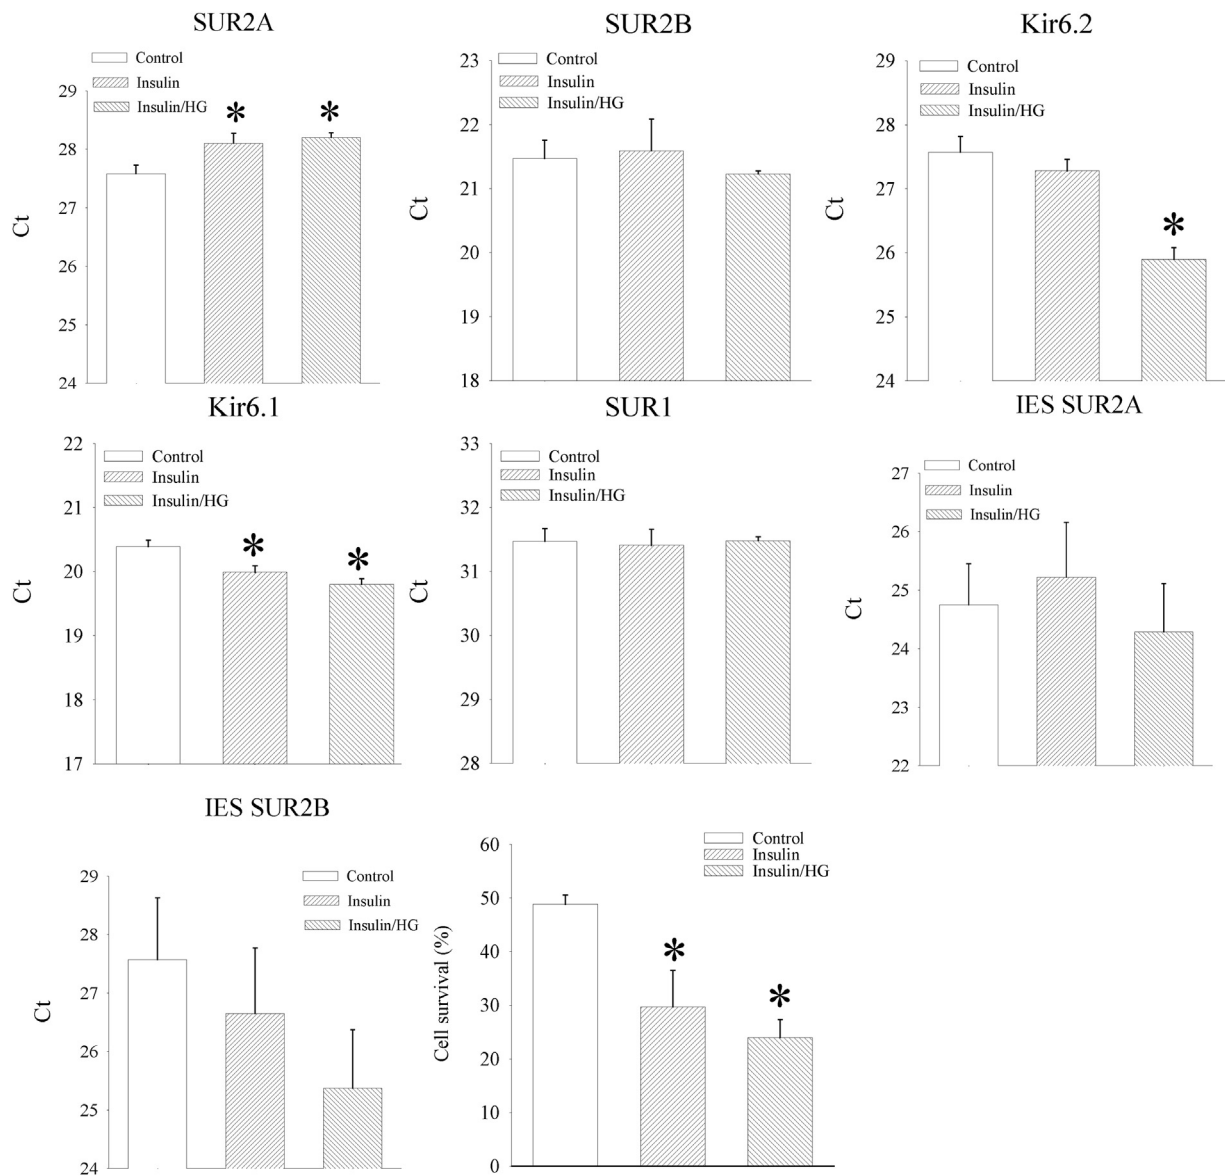 SUR2A
Control
Insulin
Insulin/HG
29
28
27
26
25
24
Ct
* *
SUR2B
Control
Insulin
Insulin/HG
23
22
21
20
19
18
Ct
Kir6.2
Control
Insulin
Insulin/HG
29
28
27
26
25
24
Ct
*
Kir6.1
Control
Insulin
Insulin/HG
22
21
20
19
18
17
Ct
* *
SUR1
Control
Insulin
Insulin/HG
33
32
31
30
29
28
Ct
IES SUR2A
Control
Insulin
Insulin/HG
27
26
25
24
23
22
Ct
IES SUR2B
Control
Insulin
Insulin/HG
29
28
27
26
25
24
Ct
Control
Insulin
Insulin/HG
60
50
40
30
20
10
0
Cell survival (%)
* *